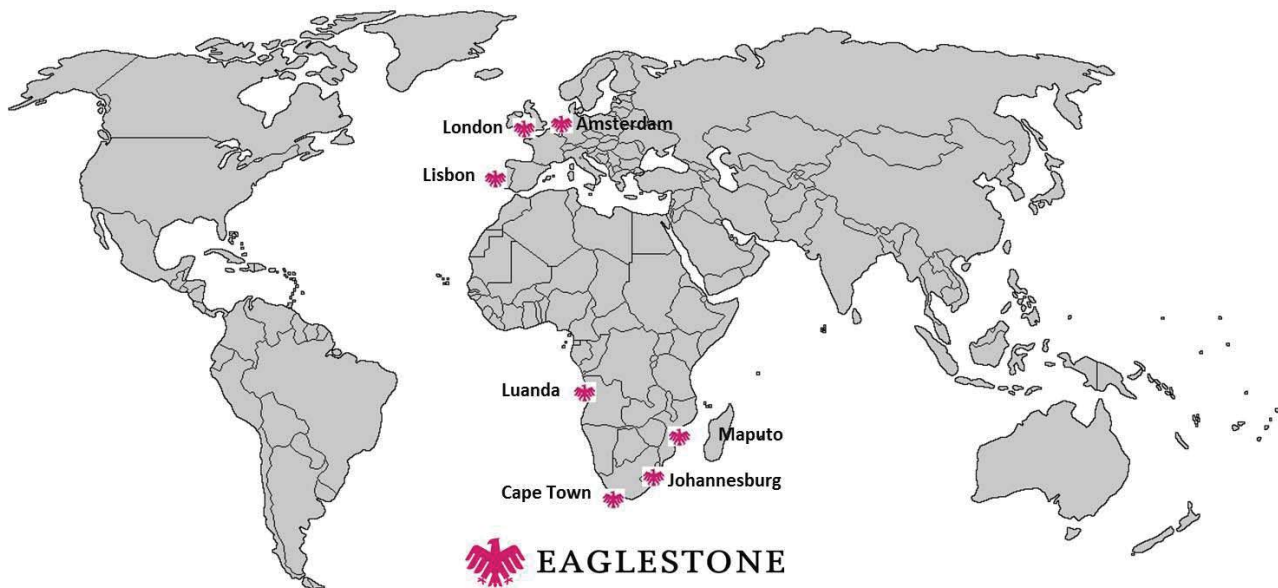 London
Amsterdam
Lisbon
Luanda
Maputo
Johannesburg
Cape Town
EAGLESTONE